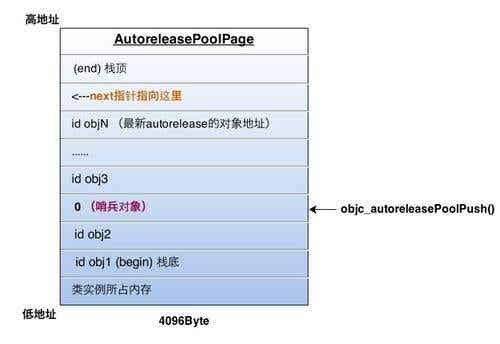 高地址
AutoreleasePoolPage
(end) 栈顶
<---next指针指向这里
id objN （最新autorelease的对象地址）
......
id obj3
0 （哨兵对象）
objc_autoreleasePoolPush()
id obj2
id obj1 (begin) 栈底
类实例所占内存
低地址
4096Byte